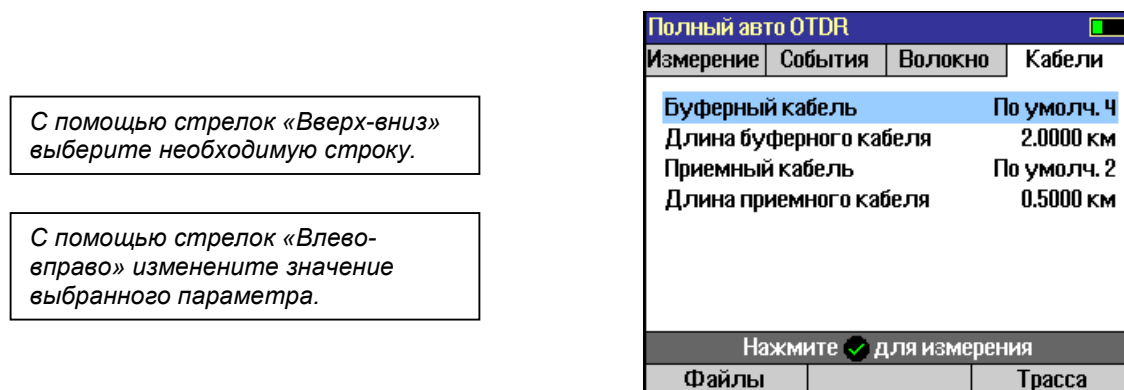 С помощью стрелок «Вверх-вниз»
выберите необходимую строку.
С помощью стрелок «Влево-
вправо» изменените значение
выбранного параметра.
Полный авто OTDR
Измерение События Волокно Кабели
Буферный кабель По умолч. 4
Длина буферного кабеля 2.0000 км
Приемный кабель По умолч. 2
Длина приемного кабеля 0.5000 км
Нажмите для измерения
Файлы Трасса